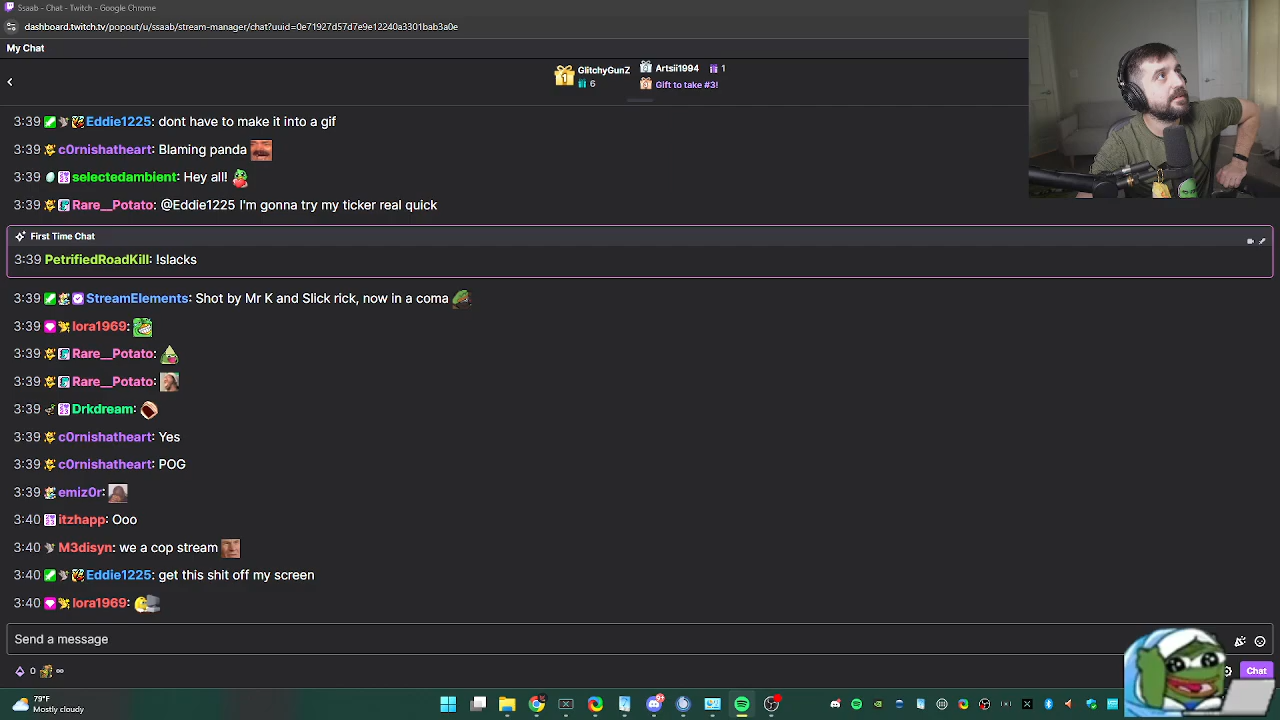 Ssaab - Chat - Twitch - Google Chrome
dashboard.twitch.tv/popout/u/ssaab/stream-manager/chat?uuid=0e71927d57d7e9e12240a3301bab3a0e
My Chat
1 GlitchyGunZ 6
Artsii1994 1
Gift to take #3!
3:39 Eddie1225: dont have to make it into a gif
3:39 c0rnishatheart: Blaming panda
3:39 selectedambient: Hey all!
3:39 Rare__Potato: @Eddie1225 I'm gonna try my ticker real quick
First Time Chat
3:39 PetrifiedRoadKill: !slacks
3:39 StreamElements: Shot by Mr K and Slick rick, now in a coma
3:39 lora1969:
3:39 Rare__Potato:
3:39 Rare__Potato:
3:39 Drkdream:
3:39 c0rnishatheart: Yes
3:39 c0rnishatheart: POG
3:39 emiz0r:
3:40 itzhapp: Ooo
3:40 M3disyn: we a cop stream
3:40 Eddie1225: get this shit off my screen
3:40 lora1969:
Send a message
0 ∞
Chat
79°F
Mostly cloudy